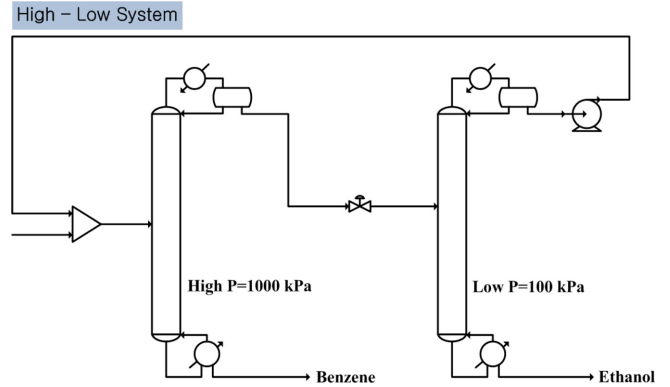 High – Low System
High P=1000 kPa
Low P=100 kPa
Benzene
Ethanol